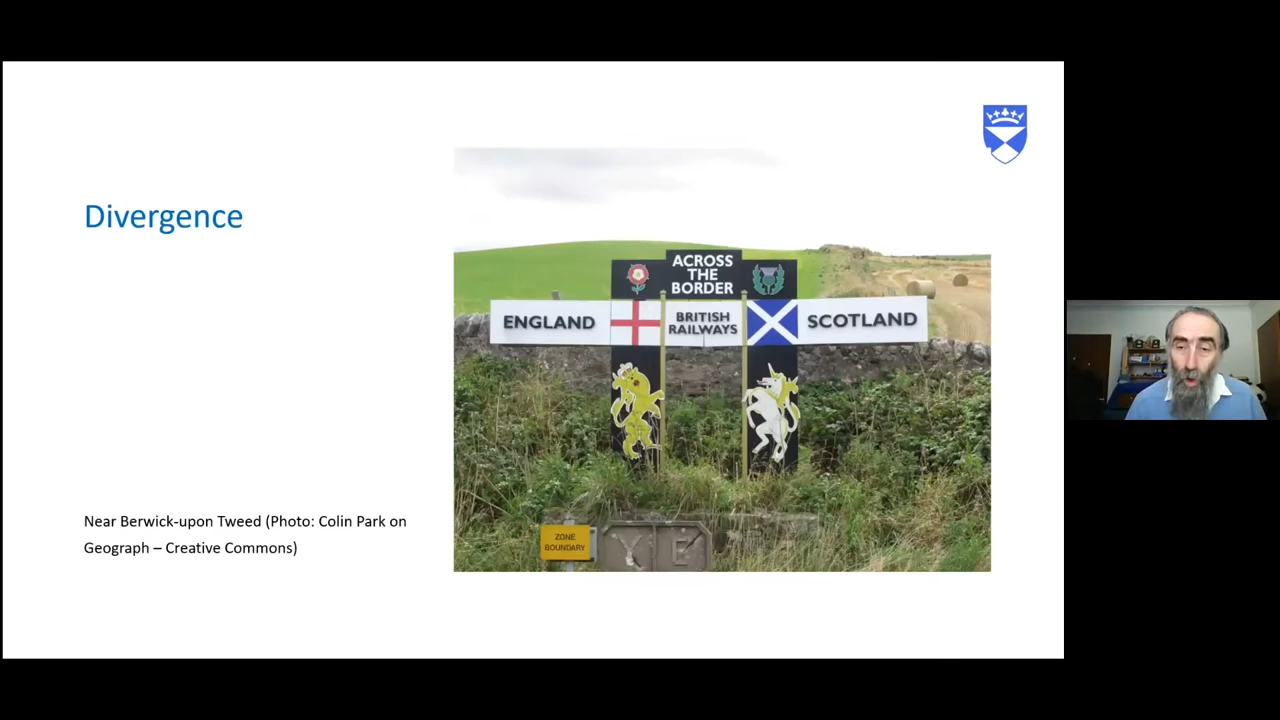 Divergence
Near Berwick-upon Tweed (Photo: Colin Park on
Geograph – Creative Commons)
ACROSS
THE
BORDER
ENGLAND
BRITISH
RAILWAYS
SCOTLAND
ZONE
BOUNDARY
Y E